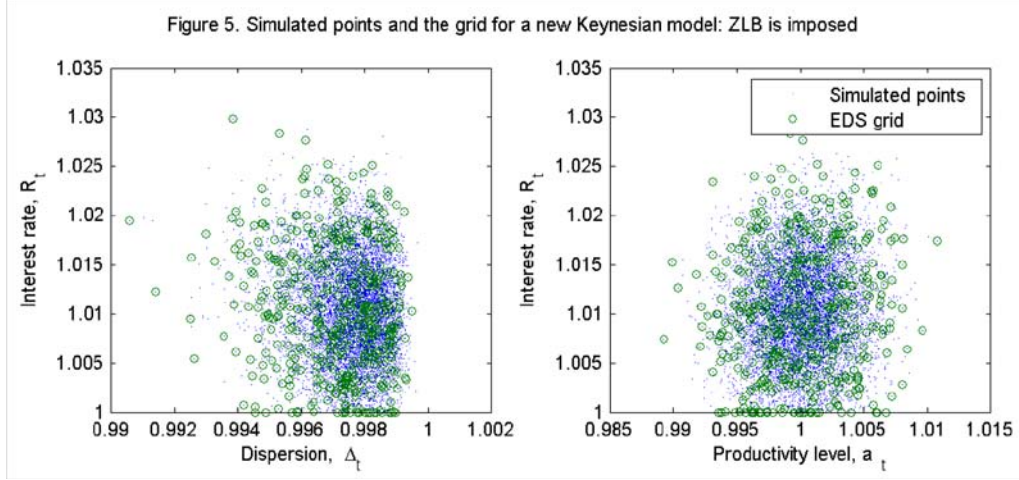 Figure 5. Simulated points and the grid for a new Keynesian model: ZLB is imposed
1.035
1.03
1.025
1.02
1.015
1.01
1.005
1
Interest rate, R_t
0.99 0.992 0.994 0.996 0.998 1 1.002
Dispersion, Δ_t
1.035
1.03
1.025
1.02
1.015
1.01
1.005
1
Interest rate, R_t
Simulated points
EDS grid
0.985 0.99 0.995 1 1.005 1.01 1.015
Productivity level, a_t